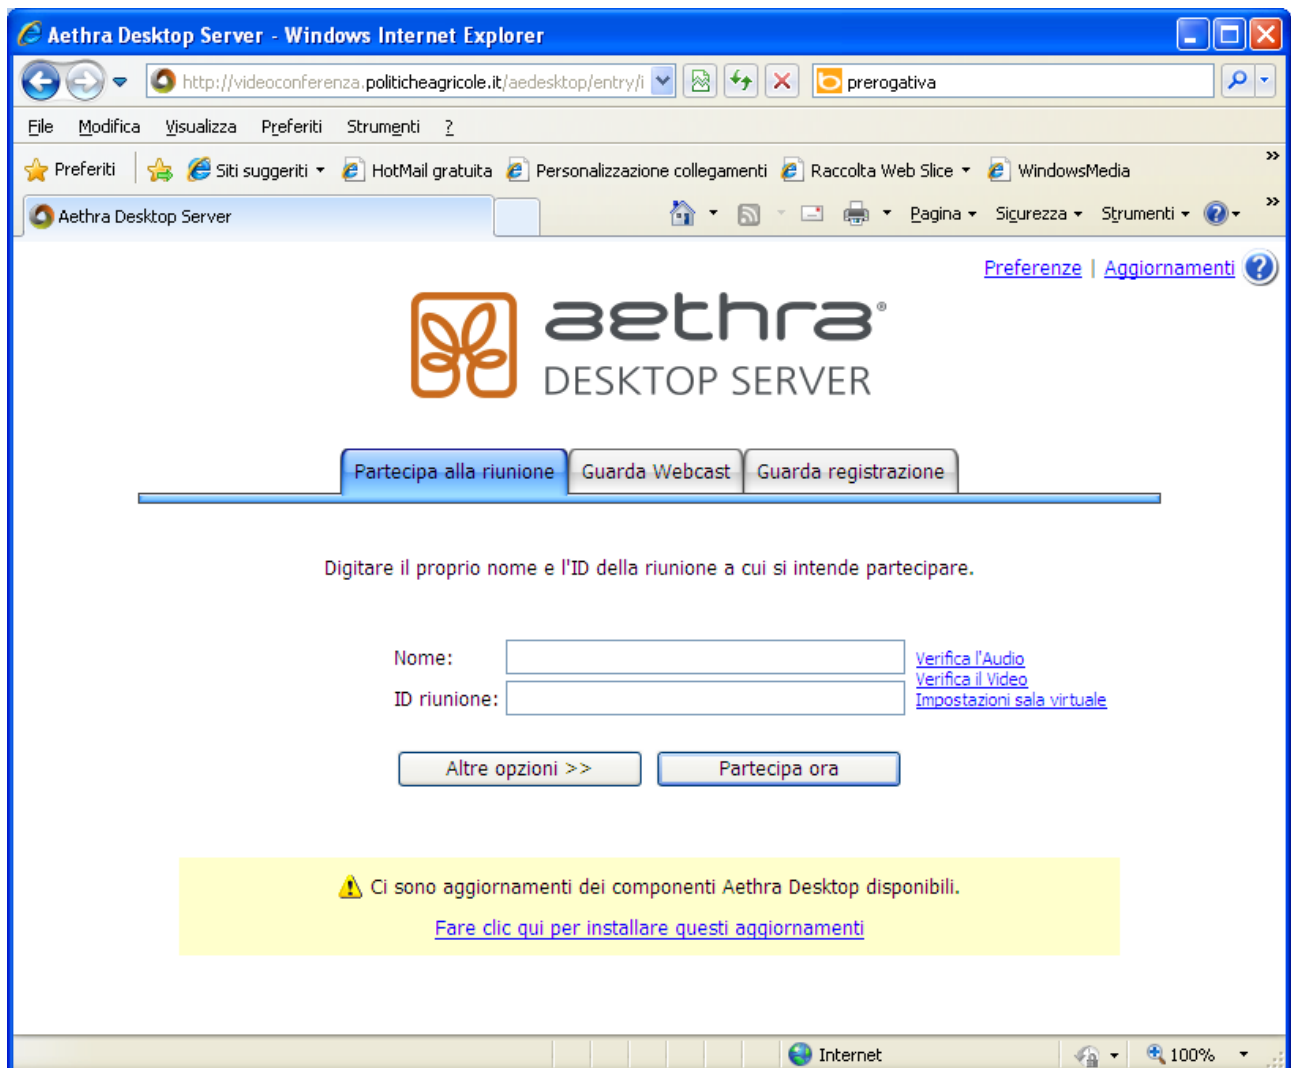 Aethra Desktop Server - Windows Internet Explorer
http://videoconferenza.politicheagricole.it/aedesktop/entry/i
prerogativa
File Modifica Visualizza Preferiti Strumenti ?
Preferiti Siti suggeriti HotMail gratuita Personalizzazione collegamenti Raccolta Web Slice WindowsMedia »
Aethra Desktop Server Pagina Sicurezza Strumenti ? »
Preferenze | Aggiornamenti ?
aethra®
DESKTOP SERVER
Partecipa alla riunione Guarda Webcast Guarda registrazione
Digitare il proprio nome e l'ID della riunione a cui si intende partecipare.
Nome:
Verifica l'Audio
Verifica il Video
ID riunione: Impostazioni sala virtuale
Altre opzioni >> Partecipa ora
Ci sono aggiornamenti dei componenti Aethra Desktop disponibili.
Fare clic qui per installare questi aggiornamenti
Internet 100%